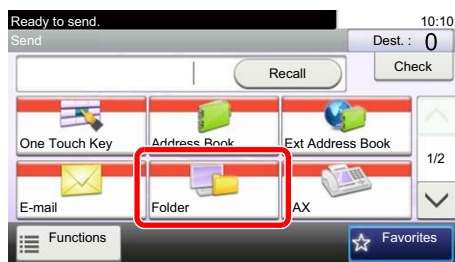 Ready to send.
10:10
Send
Dest. : 0
Recall
Check
One Touch Key
Address Book
Ext Address Book
1/2
E-mail
Folder
AX
Functions
Favorites